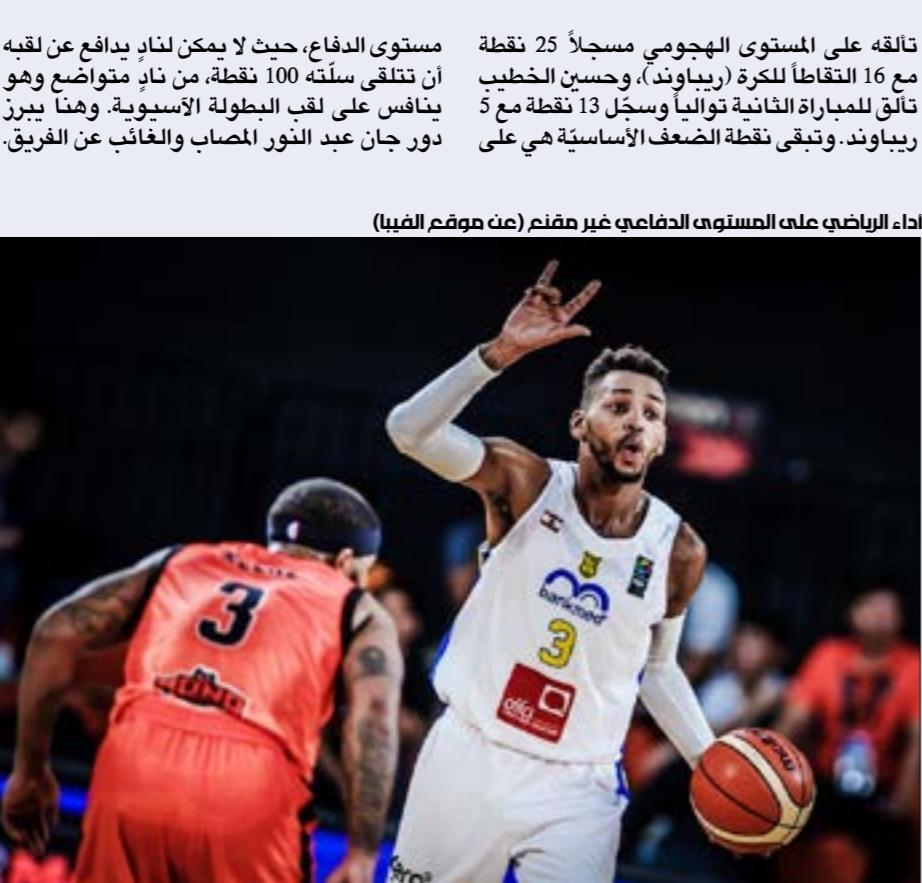 تألقه على المستوى الهجومي مسجلاً 25 نقطة
مع 16 التقاطاً للكرة (ريباوند)، وحسين الخطيب
تألق للمباراة الثانية توالياً وسجّل 13 نقطة مع 5
ريباوند. وتبقى نقطة الضعف الأساسيّة هي على
مستوى الدفاع، حيث لا يمكن لنادٍ يدافع عن لقبه
أن تتلقى سلّته 100 نقطة، من نادٍ متواضع وهو
ينافس على لقب البطولة الآسيوية. وهنا يبرز
دور جان عبد النور المصاب والغائب عن الفريق.
أداء الرياضي على المستوى الدفاعي غير مقنع (عن موقع الفيبا)
3
bankmed
3